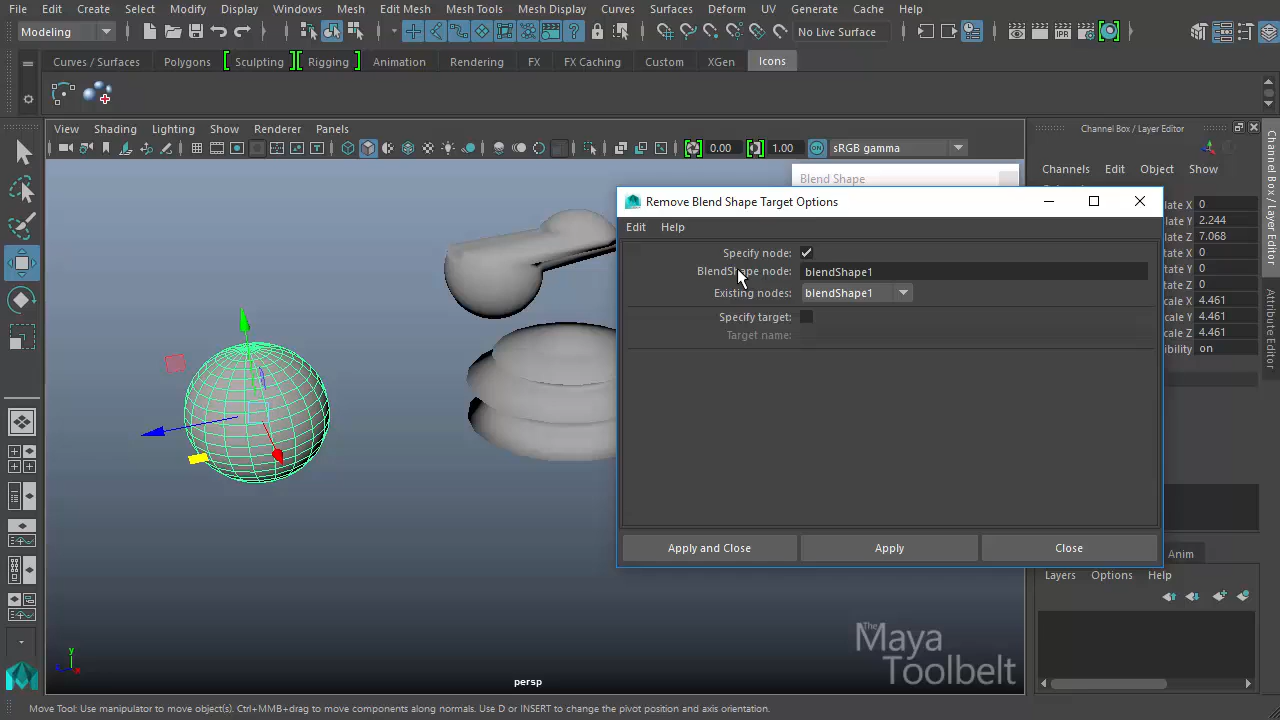 File Edit Create Select Modify Display Windows Mesh Edit Mesh Mesh Tools Mesh Display Curves Surfaces Deform UV Generate Cache Help
Modeling
No Live Surface
IPR
Curves / Surfaces Polygons Sculpting Rigging Animation Rendering FX FX Caching Custom XGen Icons
View Shading Lighting Show Renderer Panels
0.00 1.00 ON sRGB gamma
Channel Box / Layer Editor
Channels Edit Object Show
Blend Shape
Remove Blend Shape Target Options
Edit Help
Specify node:
BlendShape node: blendShape1
Existing nodes: blendShape1
Specify target:
Target name:
Apply and Close Apply Close
late X 0
late Y 2.244
late Z 7.068
ate X 0
ate Y 0
ate Z 0
cale X 4.461
cale Y 4.461
cale Z 4.461
ibility on
Channel Box / Layer Editor
Attribute Editor
Anim
Layers Options Help
The
Maya
Toolbelt
y
z x
persp
Move Tool: Use manipulator to move object(s). Ctrl+MMB+drag to move components along normals. Use D or INSERT to change the pivot position and axis orientation.